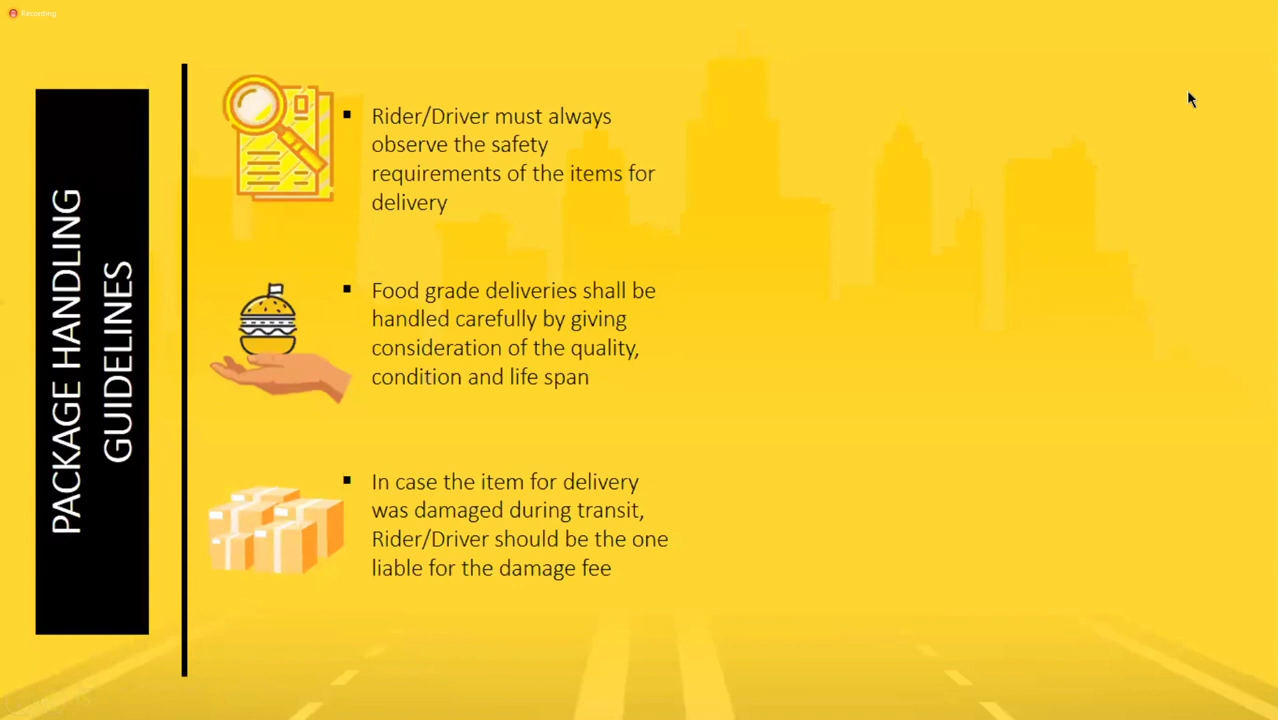 Recording
PACKAGE HANDLING
GUIDELINES
▪ Rider/Driver must always
observe the safety
requirements of the items for
delivery
▪ Food grade deliveries shall be
handled carefully by giving
consideration of the quality,
condition and life span
▪ In case the item for delivery
was damaged during transit,
Rider/Driver should be the one
liable for the damage fee